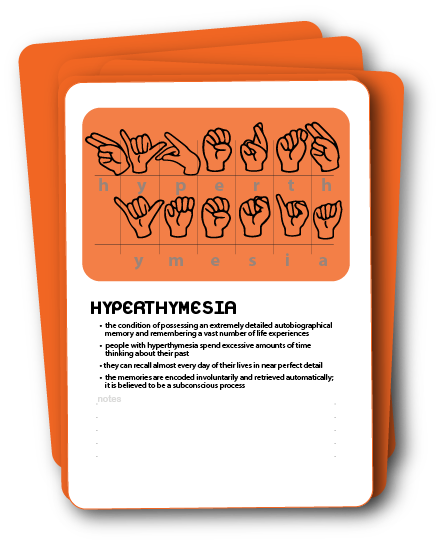 h y p e r t h
y m e s i a
HYPERTHYMESIA
• the condition of possessing an extremely detailed autobiographical
memory and remembering a vast number of life experiences
• people with hyperthymesia spend excessive amounts of time
thinking about their past
• they can recall almost every day of their lives in near perfect detail
• the memories are encoded involuntarily and retrieved automatically;
it is believed to be a subconscious process
notes